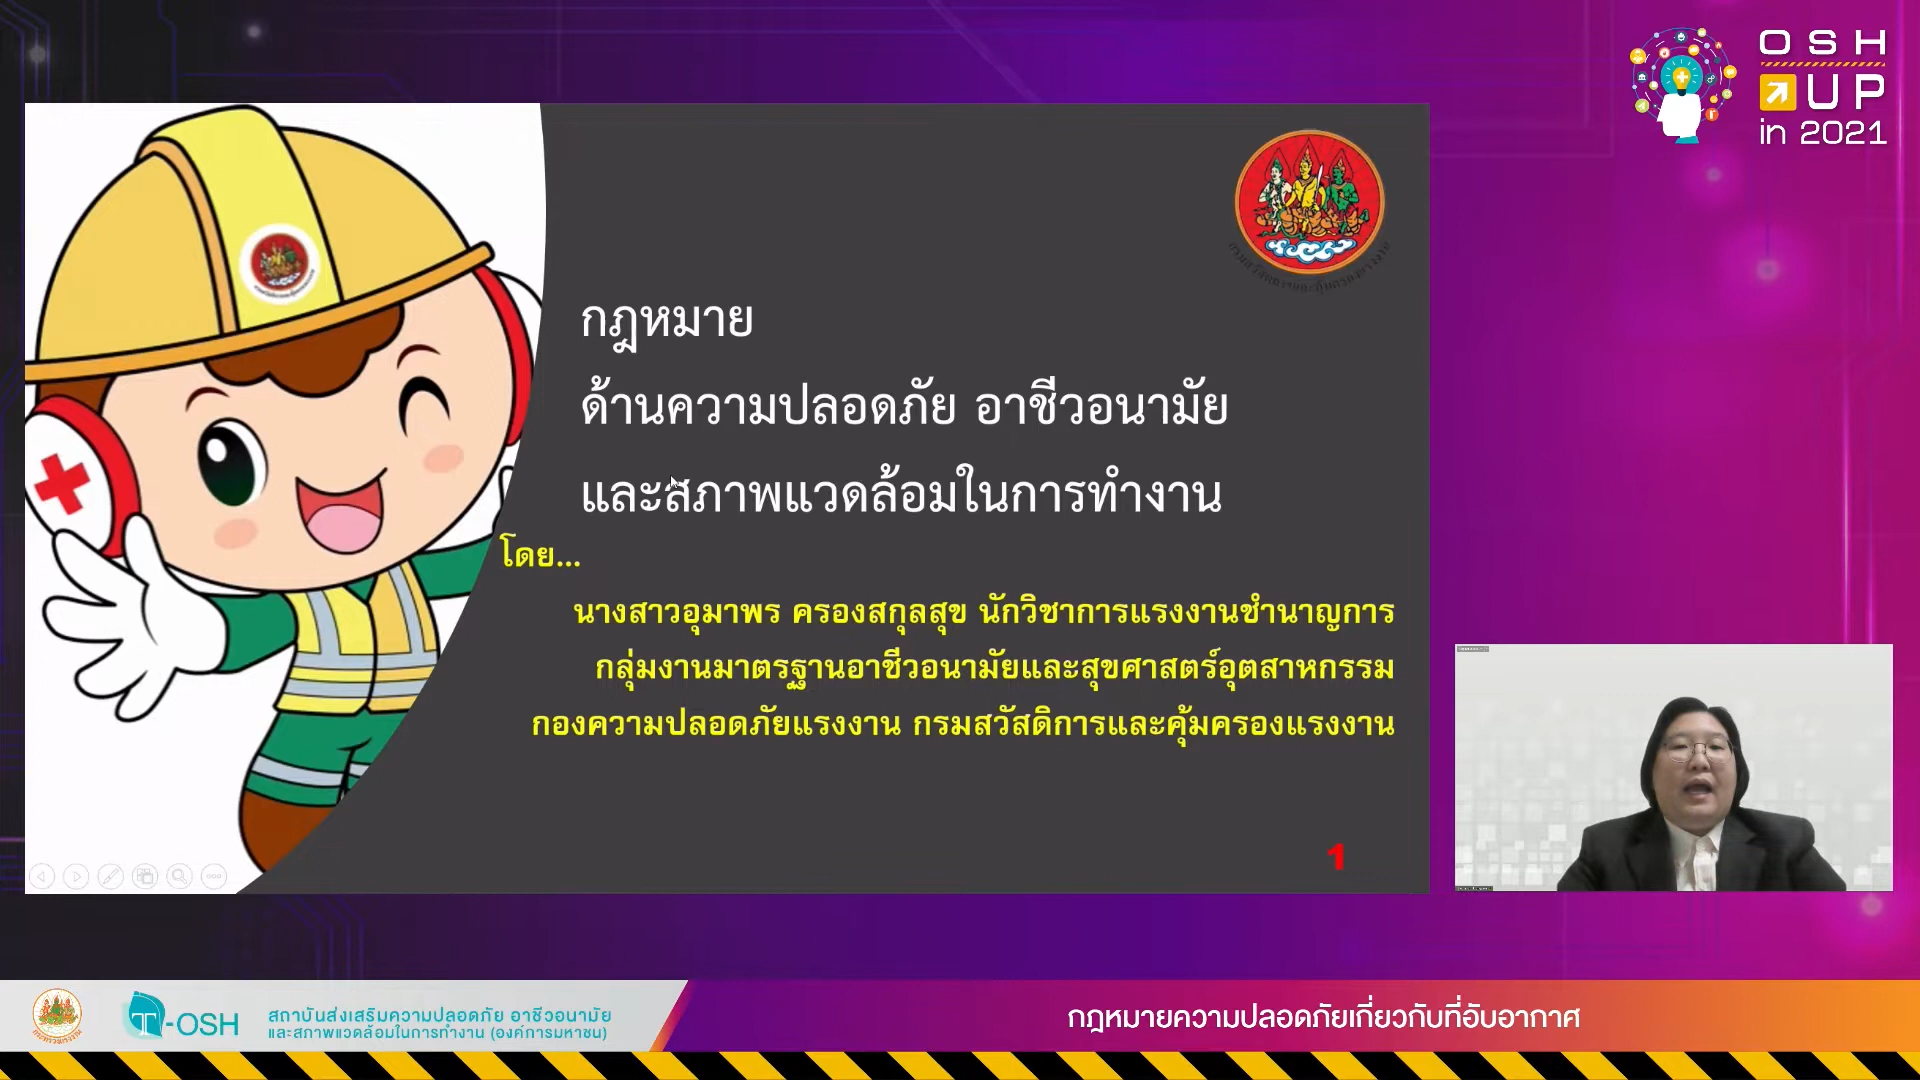 OSH
UP
in 2021
กฎหมาย
ด้านความปลอดภัย อาชีวอนามัย
และสภาพแวดล้อมในการทำงาน
โดย...
นางสาวอุมาพร ครองสกุลสุข นักวิชาการแรงงานชำนาญการ
กลุ่มงานมาตรฐานอาชีวอนามัยและสุขศาสตร์อุตสาหกรรม
กองความปลอดภัยแรงงาน กรมสวัสดิการและคุ้มครองแรงงาน
1
กระทรวงแรงงาน
T-OSH
สถาบันส่งเสริมความปลอดภัย อาชีวอนามัย
และสภาพแวดล้อมในการทำงาน (องค์การมหาชน)
กฎหมายความปลอดภัยเกี่ยวกับที่อับอากาศ